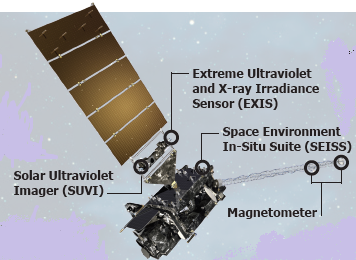 Extreme Ultraviolet
and X-ray Irradiance
Sensor (EXIS)
Space Environment
In-Situ Suite (SEISS)
Solar Ultraviolet
Imager (SUVI)
Magnetometer